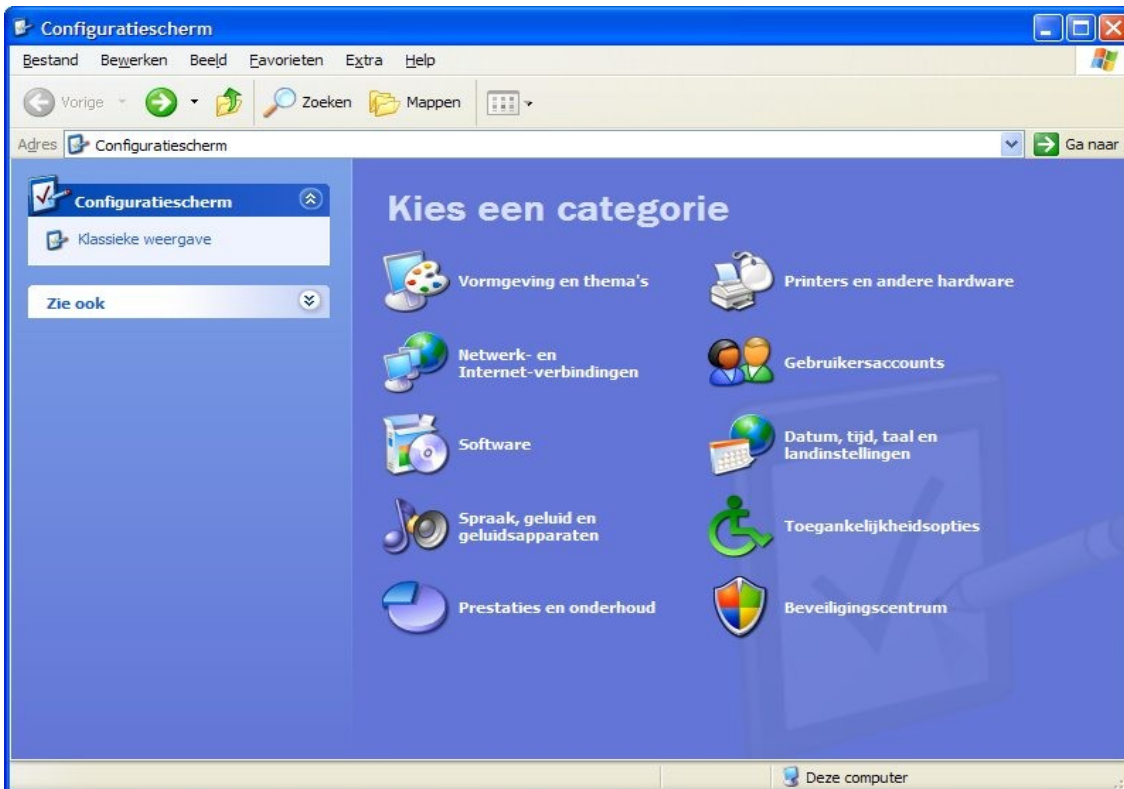 Configuratiescherm
Bestand Bewerken Beeld Favorieten Extra Help
Vorige Zoeken Mappen
Adres Configuratiescherm Ga naar
Configuratiescherm
Klassieke weergave
Zie ook
Kies een categorie
Vormgeving en thema's
Printers en andere hardware
Netwerk- en
Internet-verbindingen
Gebruikersaccounts
Software
Datum, tijd, taal en
landinstellingen
Spraak, geluid en
geluidsapparaten
Toegankelijkheidsopties
Prestaties en onderhoud
Beveiligingscentrum
Deze computer